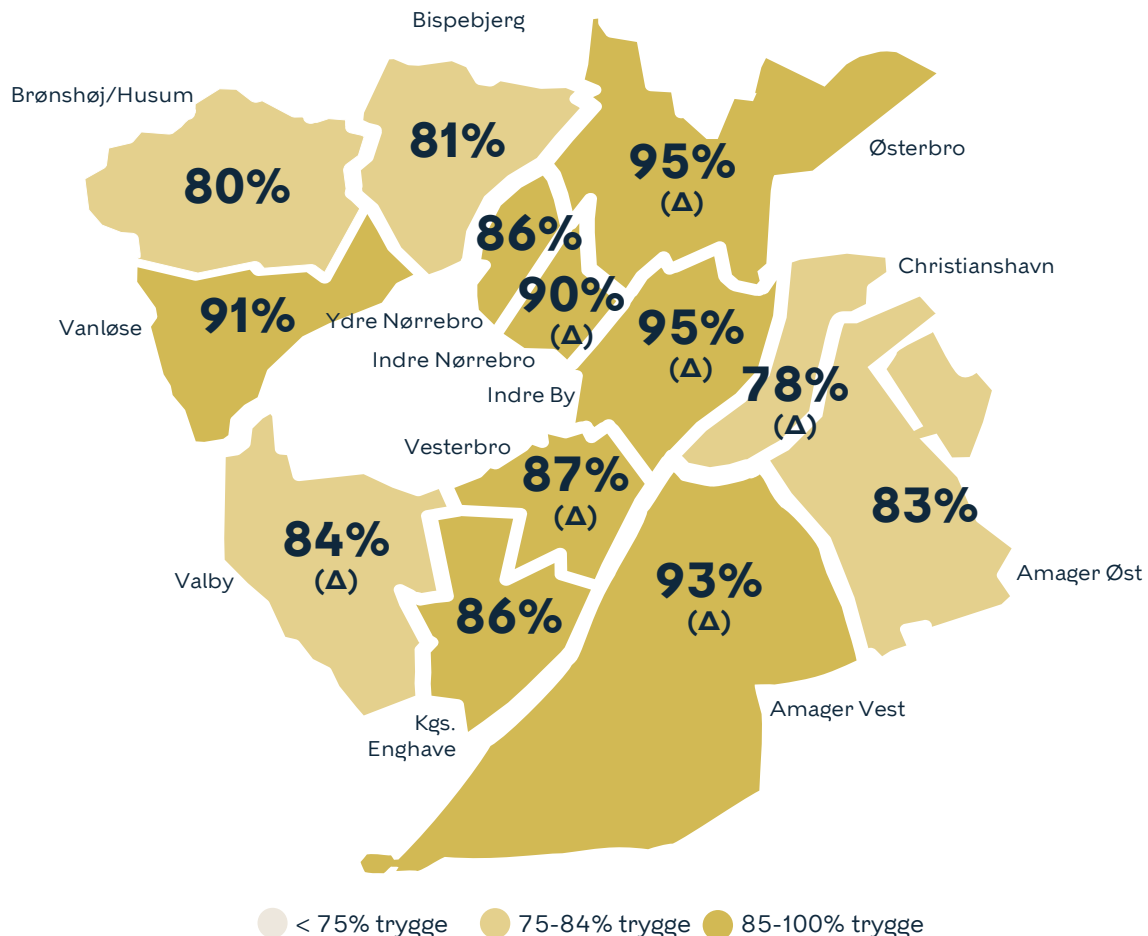 Bispebjerg
Brønshøj/Husum
81%
Østerbro
95%
(Δ)
80%
86%
Christianshavn
90%
(Δ)
91%
Vanløse
Ydre Nørrebro
95%
(Δ)
Indre Nørrebro
Indre By
78%
(Δ)
Vesterbro
87%
(Δ)
83%
84%
(Δ)
Valby
93%
(Δ)
Amager Øst
86%
Amager Vest
Kgs.
Enghave
< 75% trygge
75-84% trygge
85-100% trygge